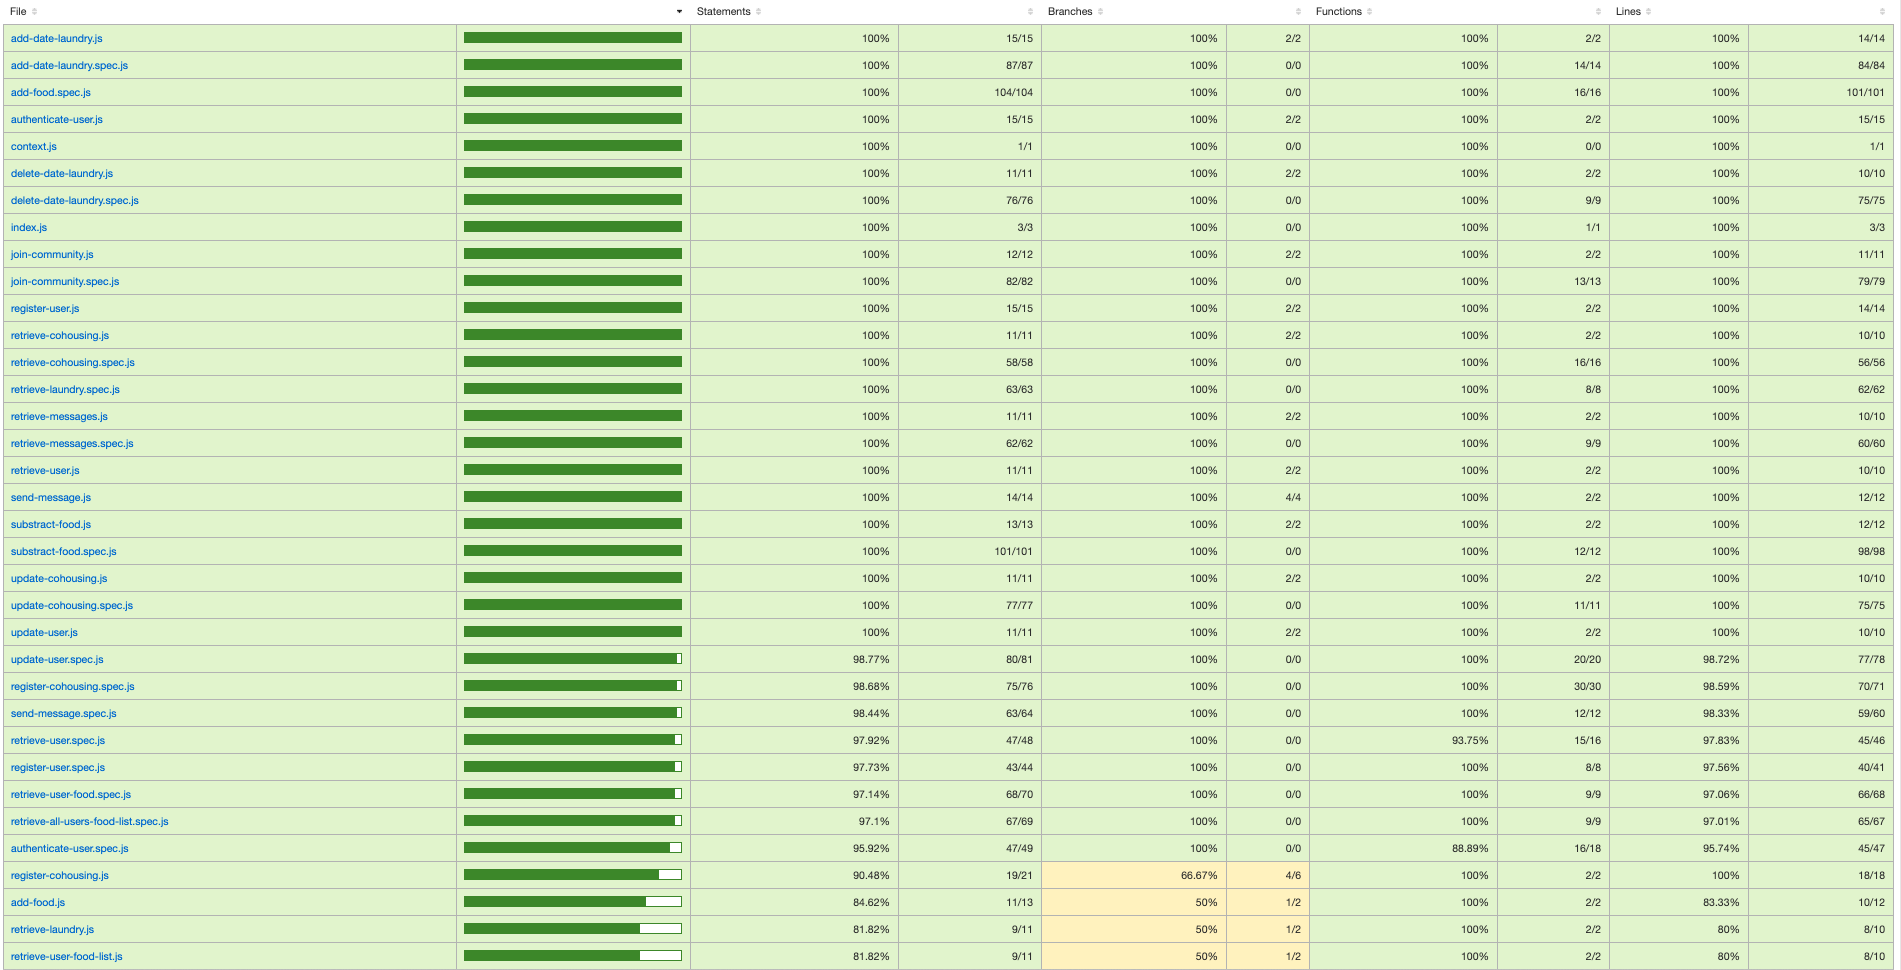 File Statements Branches Functions Lines
add-date-laundry.js 100% 15/15 100% 2/2 100% 2/2 100% 14/14
add-date-laundry.spec.js 100% 87/87 100% 0/0 100% 14/14 100% 84/84
add-food.spec.js 100% 104/104 100% 0/0 100% 16/16 100% 101/101
authenticate-user.js 100% 15/15 100% 2/2 100% 2/2 100% 15/15
context.js 100% 1/1 100% 0/0 100% 0/0 100% 1/1
delete-date-laundry.js 100% 11/11 100% 2/2 100% 2/2 100% 10/10
delete-date-laundry.spec.js 100% 76/76 100% 0/0 100% 9/9 100% 75/75
index.js 100% 3/3 100% 0/0 100% 1/1 100% 3/3
join-community.js 100% 12/12 100% 2/2 100% 2/2 100% 11/11
join-community.spec.js 100% 82/82 100% 0/0 100% 13/13 100% 79/79
register-user.js 100% 15/15 100% 2/2 100% 2/2 100% 14/14
retrieve-cohousing.js 100% 11/11 100% 2/2 100% 2/2 100% 10/10
retrieve-cohousing.spec.js 100% 58/58 100% 0/0 100% 16/16 100% 56/56
retrieve-laundry.spec.js 100% 63/63 100% 0/0 100% 8/8 100% 62/62
retrieve-messages.js 100% 11/11 100% 2/2 100% 2/2 100% 10/10
retrieve-messages.spec.js 100% 62/62 100% 0/0 100% 9/9 100% 60/60
retrieve-user.js 100% 11/11 100% 2/2 100% 2/2 100% 10/10
send-message.js 100% 14/14 100% 4/4 100% 2/2 100% 12/12
substract-food.js 100% 13/13 100% 2/2 100% 2/2 100% 12/12
substract-food.spec.js 100% 101/101 100% 0/0 100% 12/12 100% 98/98
update-cohousing.js 100% 11/11 100% 2/2 100% 2/2 100% 10/10
update-cohousing.spec.js 100% 77/77 100% 0/0 100% 11/11 100% 75/75
update-user.js 100% 11/11 100% 2/2 100% 2/2 100% 10/10
update-user.spec.js 98.77% 80/81 100% 0/0 100% 20/20 98.72% 77/78
register-cohousing.spec.js 98.68% 75/76 100% 0/0 100% 30/30 98.59% 70/71
send-message.spec.js 98.44% 63/64 100% 0/0 100% 12/12 98.33% 59/60
retrieve-user.spec.js 97.92% 47/48 100% 0/0 93.75% 15/16 97.83% 45/46
register-user.spec.js 97.73% 43/44 100% 0/0 100% 8/8 97.56% 40/41
retrieve-user-food.spec.js 97.14% 68/70 100% 0/0 100% 9/9 97.06% 66/68
retrieve-all-users-food-list.spec.js 97.1% 67/69 100% 0/0 100% 9/9 97.01% 65/67
authenticate-user.spec.js 95.92% 47/49 100% 0/0 88.89% 16/18 95.74% 45/47
register-cohousing.js 90.48% 19/21 66.67% 4/6 100% 2/2 100% 18/18
add-food.js 84.62% 11/13 50% 1/2 100% 2/2 83.33% 10/12
retrieve-laundry.js 81.82% 9/11 50% 1/2 100% 2/2 80% 8/10
retrieve-user-food-list.js 81.82% 9/11 50% 1/2 100% 2/2 80% 8/10